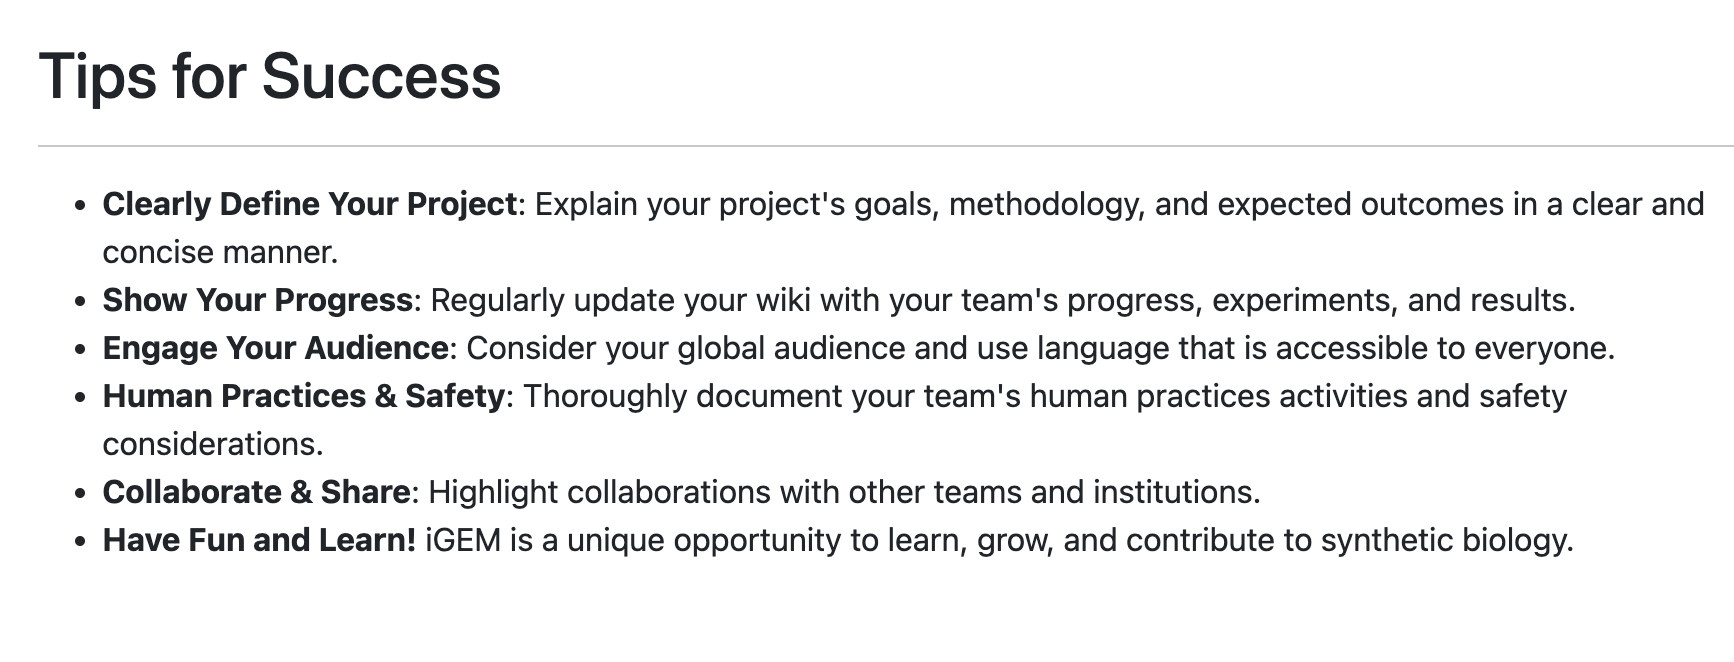 Tips for Success
• Clearly Define Your Project: Explain your project's goals, methodology, and expected outcomes in a clear and
concise manner.
• Show Your Progress: Regularly update your wiki with your team's progress, experiments, and results.
• Engage Your Audience: Consider your global audience and use language that is accessible to everyone.
• Human Practices & Safety: Thoroughly document your team's human practices activities and safety
considerations.
• Collaborate & Share: Highlight collaborations with other teams and institutions.
• Have Fun and Learn! iGEM is a unique opportunity to learn, grow, and contribute to synthetic biology.